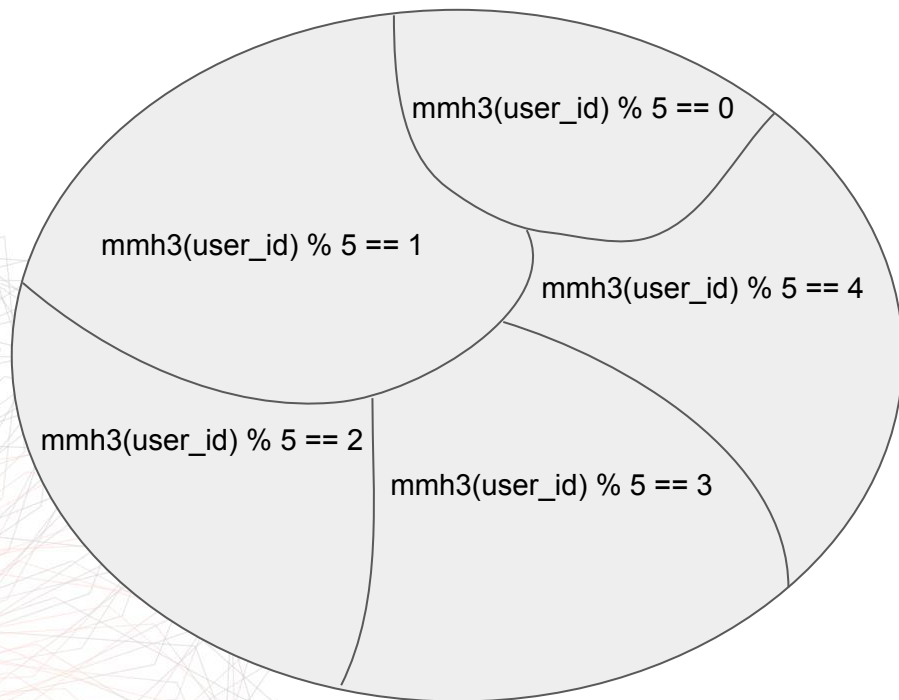 mmh3(user_id) % 5 == 0
mmh3(user_id) % 5 == 1
mmh3(user_id) % 5 == 4
mmh3(user_id) % 5 == 2
mmh3(user_id) % 5 == 3